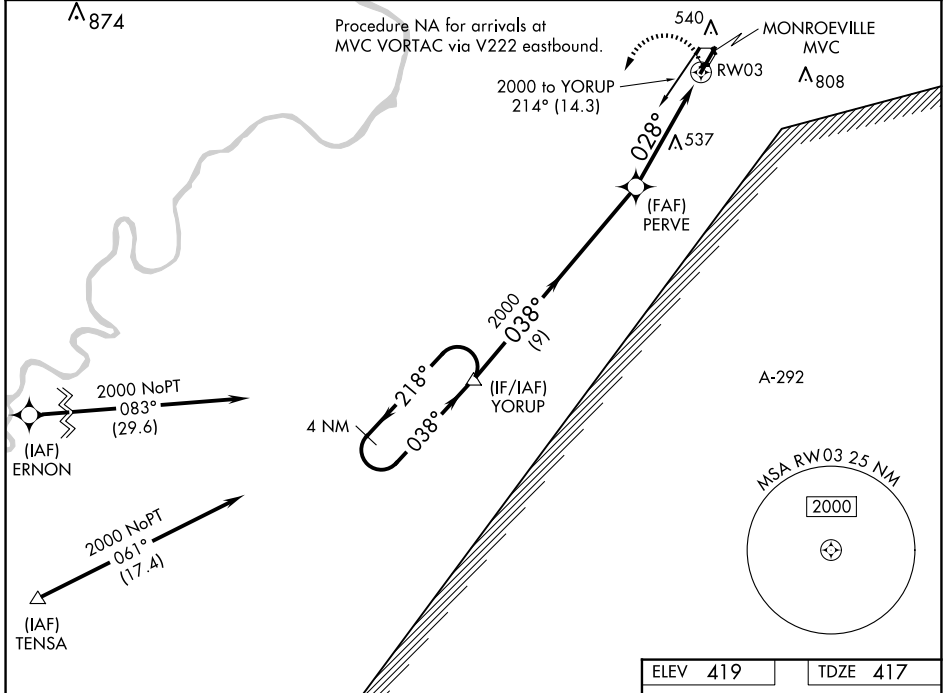 874
Procedure NA for arrivals at
MVC VORTAC via V222 eastbound.
540
MONROEVILLE
MVC
RW03
808
2000 to YORUP
214° (14.3)
028°
537
(FAF)
PERVE
2000
038°
(9)
218°
038°
4 NM
(IF/IAF)
YORUP
2000 NoPT
083°
(29.6)
(IAF)
ERNON
A-292
2000 NoPT
061°
(17.4)
(IAF)
TENSA
MSA RW03 25 NM
2000
ELEV 419
TDZE 417